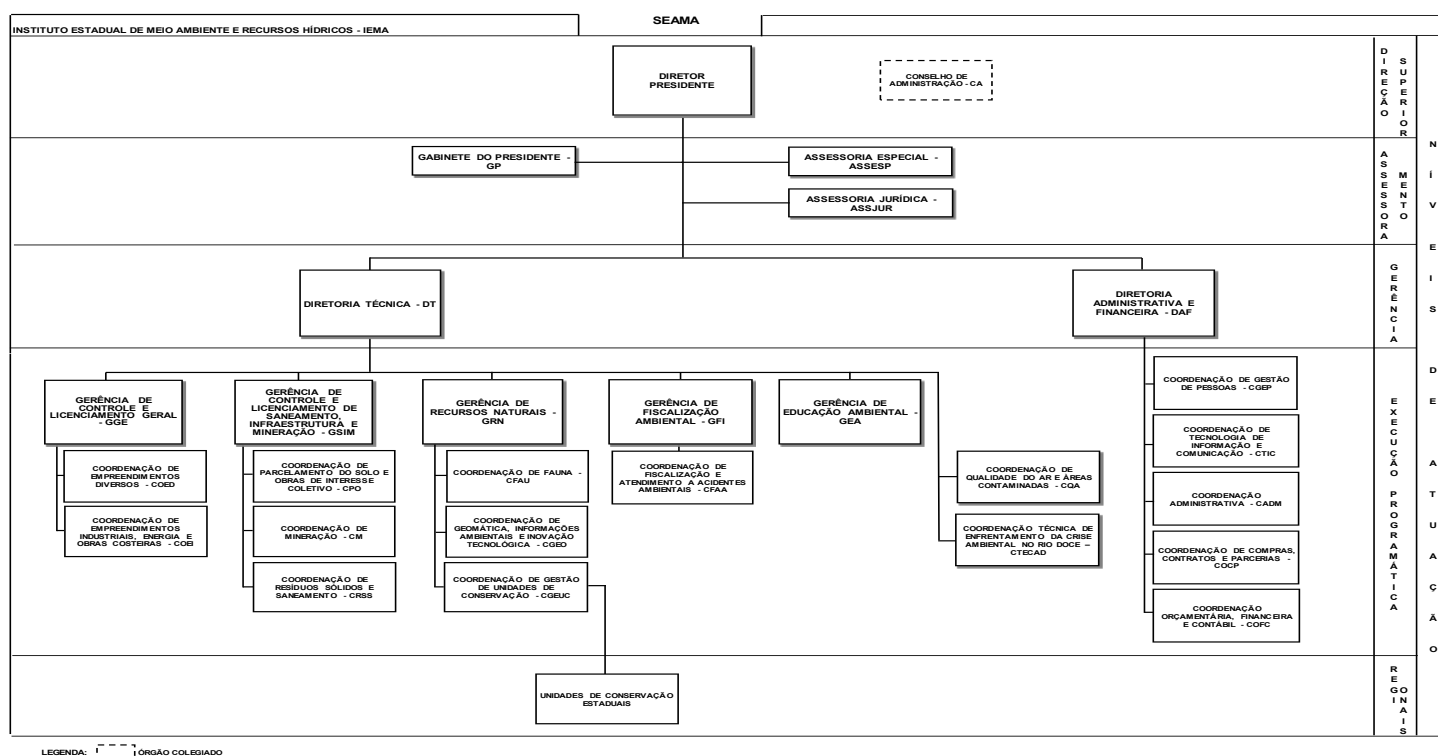 SEAMA
INSTITUTO ESTADUAL DE MEIO AMBIENTE E RECURSOS HÍDRICOS - IEMA
DIRETOR
PRESIDENTE
CONSELHO DE
ADMINISTRAÇÃO - CA
DIREÇÃO
SUPERIOR
GABINETE DO PRESIDENTE -
GP
ASSESSORIA ESPECIAL -
ASSESP
ASSESSORIA JURÍDICA -
ASSJUR
ASSESSORA
MENTO
DIRETORIA TÉCNICA - DT
DIRETORIA
ADMINISTRATIVA E
FINANCEIRA - DAF
GERÊNCIA
GERÊNCIA DE
CONTROLE E
LICENCIAMENTO GERAL
- GGE
COORDENAÇÃO DE
EMPREENDIMENTOS
DIVERSOS - COED
COORDENAÇÃO DE
EMPREENDIMENTOS
INDUSTRIAIS, ENERGIA E
OBRAS COSTEIRAS - COEI
GERÊNCIA DE
CONTROLE E
LICENCIAMENTO DE
SANEAMENTO,
INFRAESTRUTURA E
MINERAÇÃO - GSIM
COORDENAÇÃO DE
PARCELAMENTO DO SOLO E
OBRAS DE INTERESSE
COLETIVO - CPO
COORDENAÇÃO DE
MINERAÇÃO - CM
COORDENAÇÃO DE
RESÍDUOS SÓLIDOS E
SANEAMENTO - CRSS
GERÊNCIA DE
RECURSOS NATURAIS -
GRN
COORDENAÇÃO DE FAUNA -
CFAU
COORDENAÇÃO DE
GEOMÁTICA, INFORMAÇÕES
AMBIENTAIS E INOVAÇÃO
TECNOLÓGICA - CGEO
COORDENAÇÃO DE GESTÃO
DE UNIDADES DE
CONSERVAÇÃO - CGEUC
GERÊNCIA DE
FISCALIZAÇÃO
AMBIENTAL - GFI
COORDENAÇÃO DE
FISCALIZAÇÃO E
ATENDIMENTO A ACIDENTES
AMBIENTAIS - CFAA
GERÊNCIA DE
EDUCAÇÃO AMBIENTAL -
GEA
COORDENAÇÃO DE
QUALIDADE DO AR E ÁREAS
CONTAMINADAS - CQA
COORDENAÇÃO TÉCNICA DE
ENFRENTAMENTO DA CRISE
AMBIENTAL NO RIO DOCE –
CTECAD
COORDENAÇÃO DE GESTÃO
DE PESSOAS - CGEP
COORDENAÇÃO DE
TECNOLOGIA DE
INFORMAÇÃO E
COMUNICAÇÃO - CTIC
COORDENAÇÃO
ADMINISTRATIVA - CADM
COORDENAÇÃO DE COMPRAS,
CONTRATOS E PARCERIAS -
COCP
COORDENAÇÃO
ORÇAMENTÁRIA, FINANCEIRA
E CONTÁBIL - COFC
EXECUÇÃO PROGRAMÁTICA
UNIDADES DE CONSERVAÇÃO
ESTADUAIS
REGI
ONAIS
NÍVEIS DE ATUAÇÃO
LEGENDA: ÓRGÃO COLEGIADO